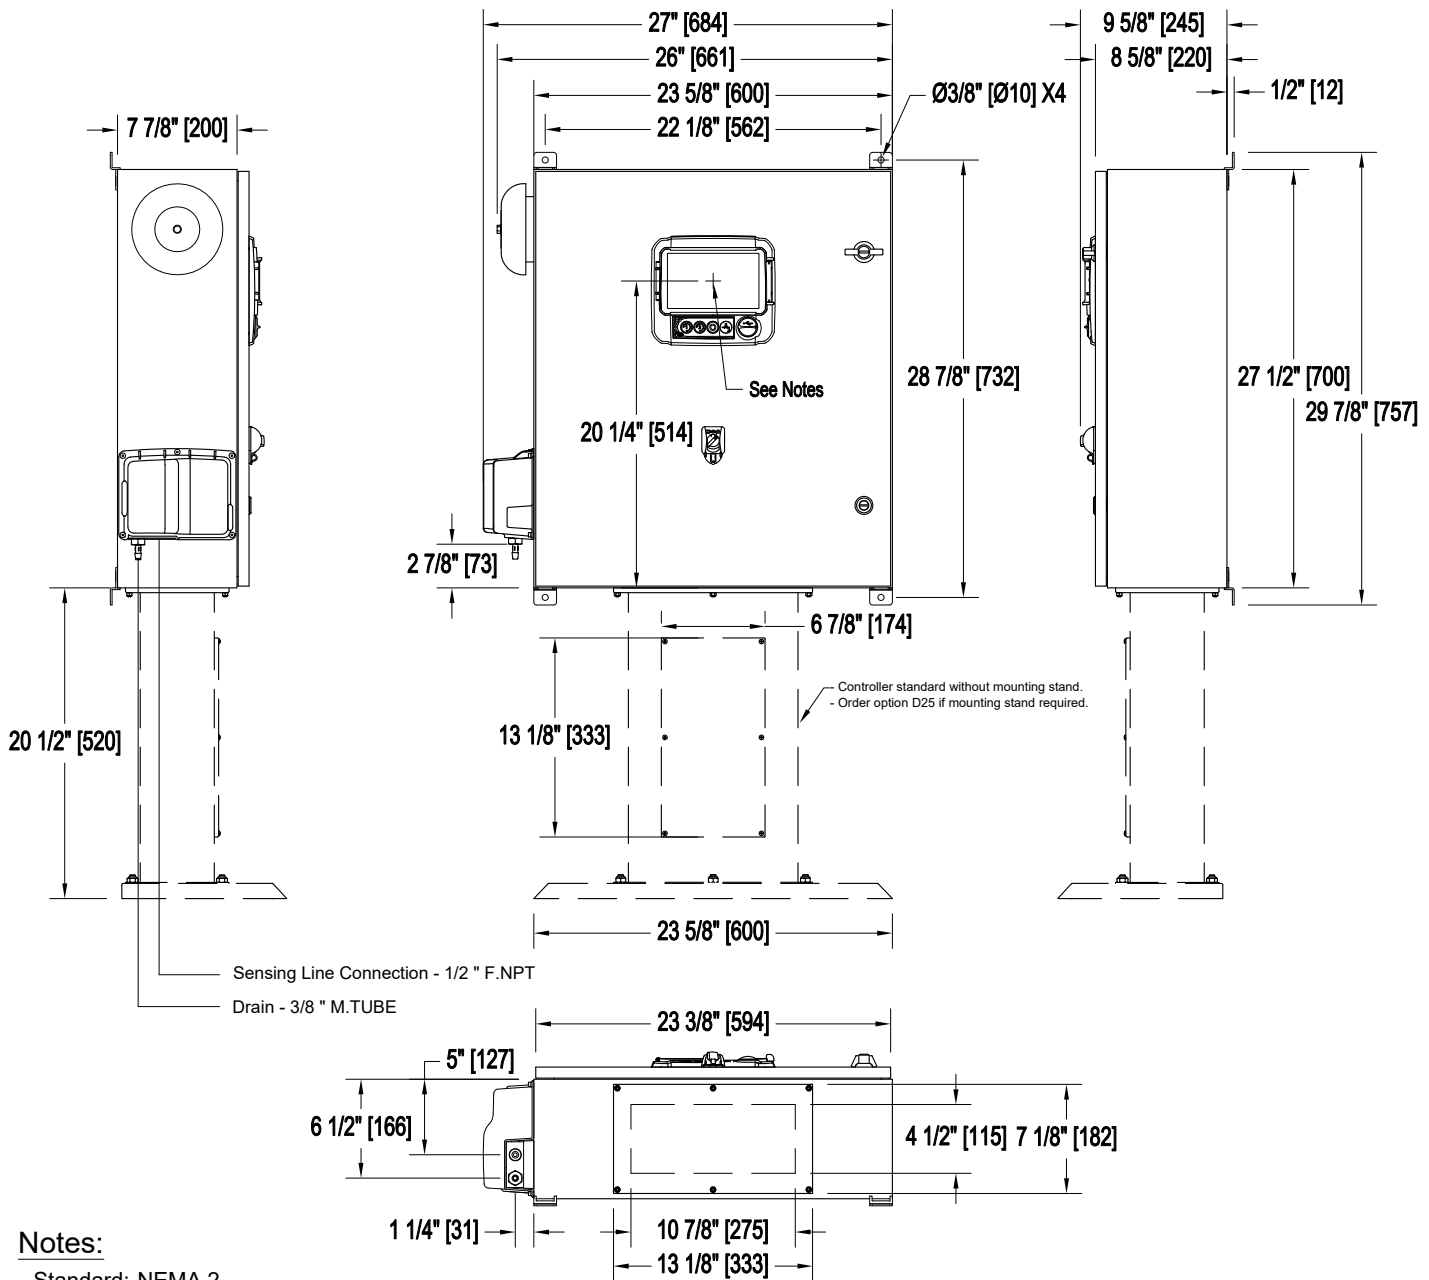 27" [684]
26" [661]
23 5/8" [600]
22 1/8" [562]
Ø3/8" [Ø10] X4
9 5/8" [245]
8 5/8" [220]
1/2" [12]
7 7/8" [200]
28 7/8" [732]
27 1/2" [700]
29 7/8" [757]
See Notes
20 1/4" [514]
2 7/8" [73]
6 7/8" [174]
- Controller standard without mounting stand.
- Order option D25 if mounting stand required.
20 1/2" [520]
13 1/8" [333]
23 5/8" [600]
Sensing Line Connection - 1/2 " F.NPT
Drain - 3/8 " M.TUBE
23 3/8" [594]
5" [127]
6 1/2" [166]
4 1/2" [115]
7 1/8" [182]
1 1/4" [31]
10 7/8" [275]
13 1/8" [333]
Notes:
Standard: NEMA 2